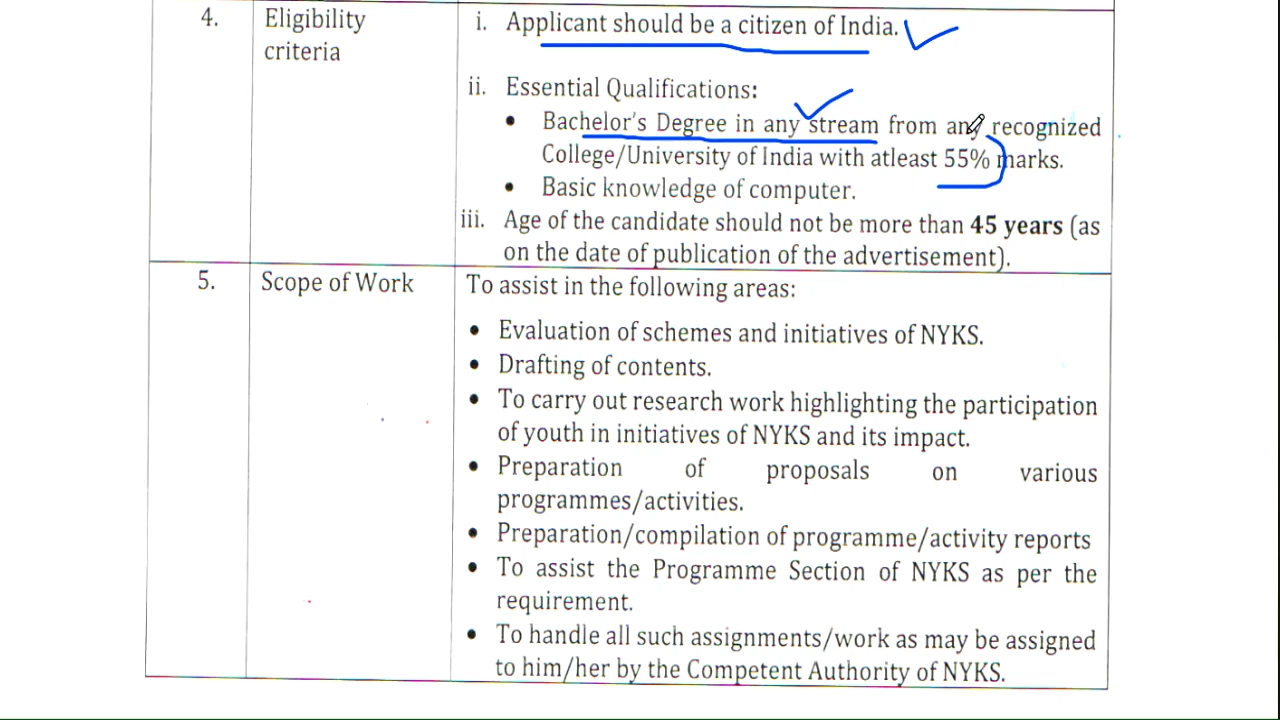 4. Eligibility i. Applicant should be a citizen of India.
criteria
ii. Essential Qualifications:
• Bachelor's Degree in any stream from any recognized
College/University of India with atleast 55% marks.
• Basic knowledge of computer.
iii. Age of the candidate should not be more than 45 years (as
on the date of publication of the advertisement).
5. Scope of Work To assist in the following areas:
• Evaluation of schemes and initiatives of NYKS.
• Drafting of contents.
• To carry out research work highlighting the participation
of youth in initiatives of NYKS and its impact.
• Preparation of proposals on various
programmes/activities.
• Preparation/compilation of programme/activity reports
• To assist the Programme Section of NYKS as per the
requirement.
• To handle all such assignments/work as may be assigned
to him/her by the Competent Authority of NYKS.